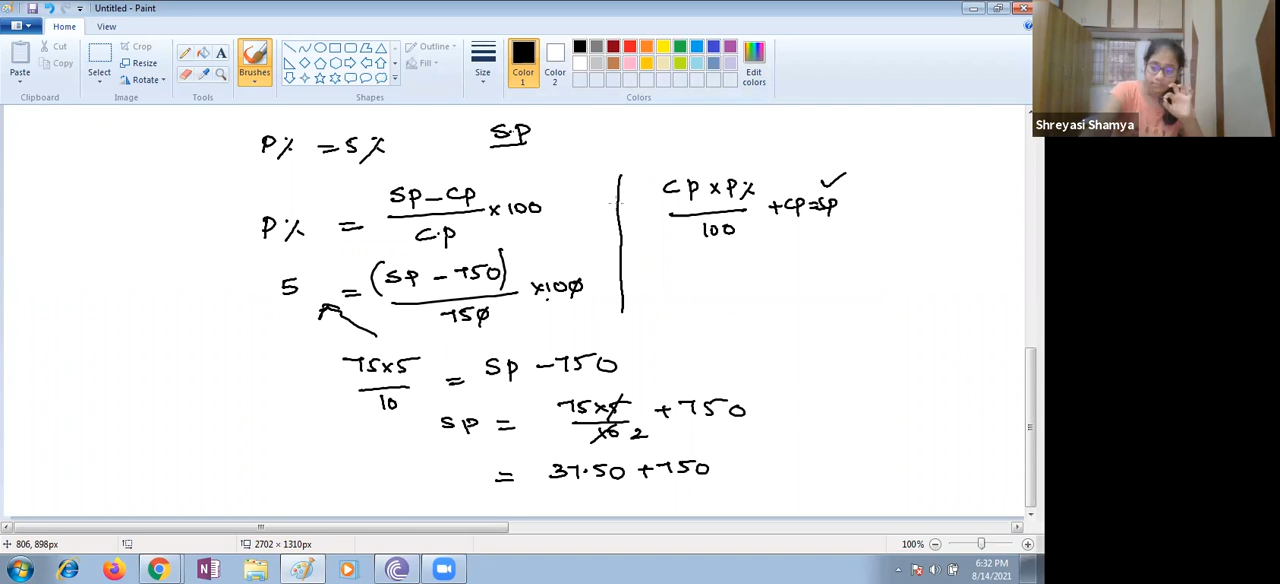 Untitled - Paint
Home View
Paste
Cut
Copy
Clipboard
Select
Crop
Resize
Rotate
Image
A
Tools
Brushes
Outline
Fill
Shapes
Size
Color 1
Color 2
Edit colors
Colors
Shreyasi Shamya
P% = 5%
S.P
P% = SP - CP / C.P × 100
CP × P% / 100 + CP = SP
5 = (SP - 750) / 750 × 100
75×5 / 10 = SP - 750
SP = 75×5 / 10 2 + 750
= 37.50 + 750
806, 898px
2702 × 1310px
100%
6:32 PM
8/14/2021